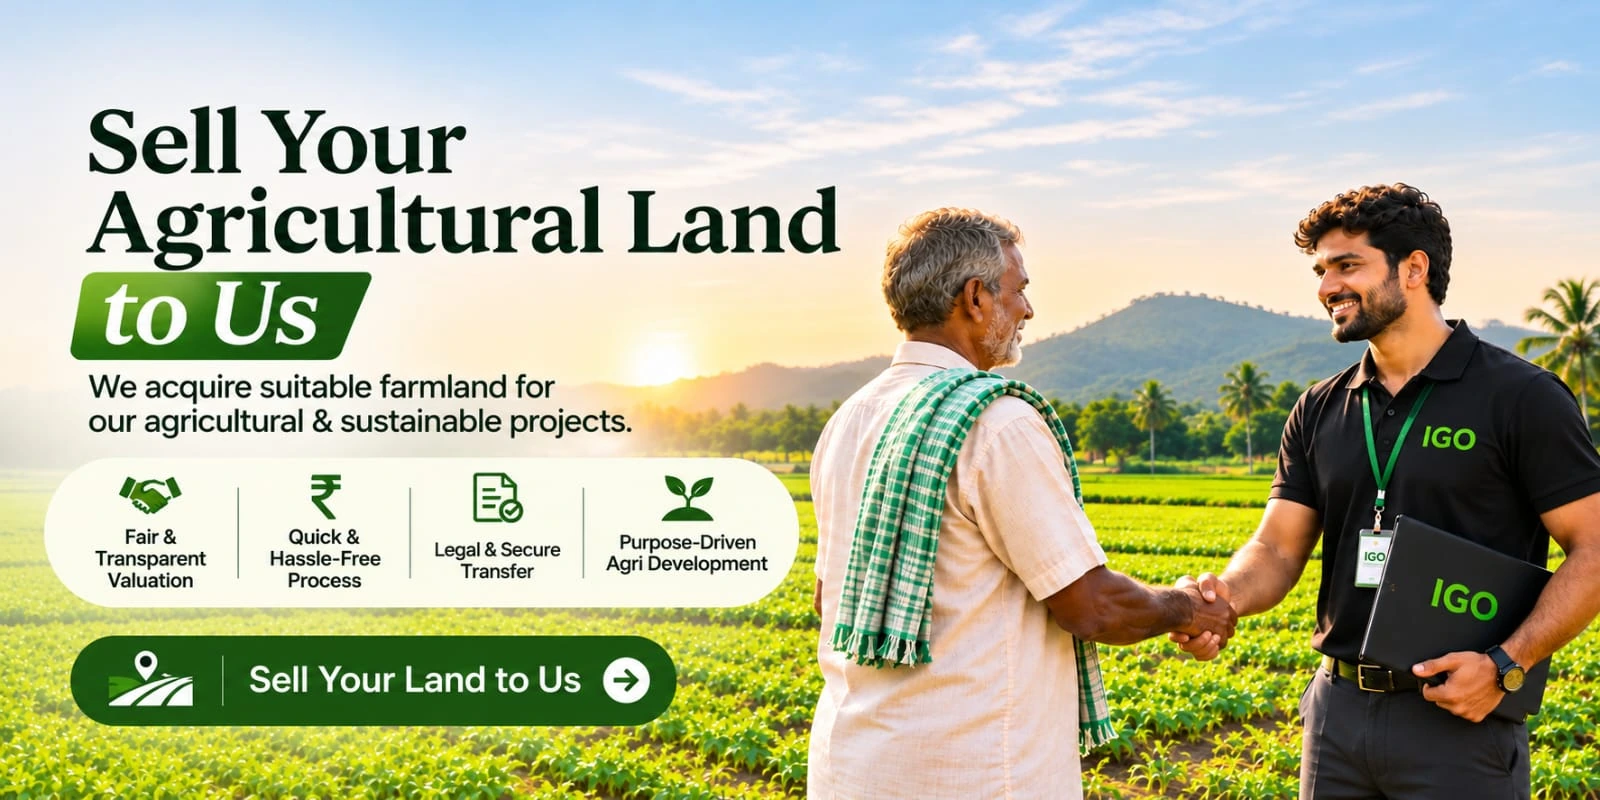 Sell Your
Agricultural Land
to Us
We acquire suitable farmland for
our agricultural & sustainable projects.
Fair &
Transparent
Valuation
₹
Quick &
Hassle-Free
Process
Legal & Secure
Transfer
Purpose-Driven
Agri Development
Sell Your Land to Us
IGO
IGO
IGO